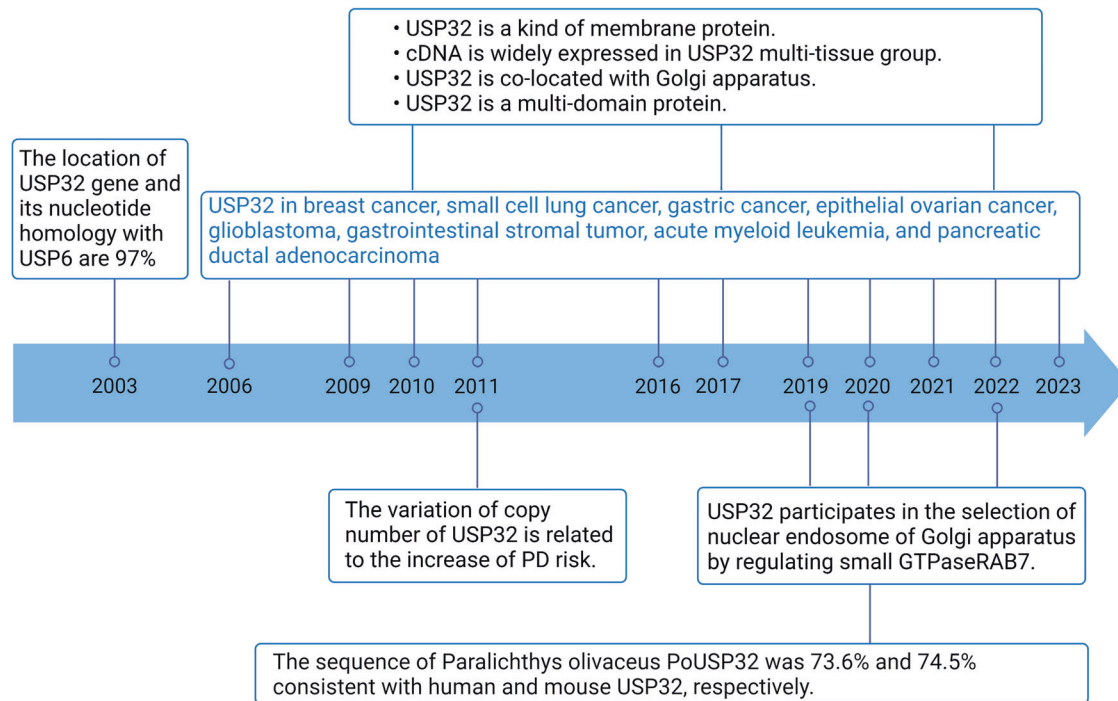 • USP32 is a kind of membrane protein.
• cDNA is widely expressed in USP32 multi-tissue group.
• USP32 is co-located with Golgi apparatus.
• USP32 is a multi-domain protein.
The location of
USP32 gene and
its nucleotide
homology with
USP6 are 97%
USP32 in breast cancer, small cell lung cancer, gastric cancer, epithelial ovarian cancer,
glioblastoma, gastrointestinal stromal tumor, acute myeloid leukemia, and pancreatic
ductal adenocarcinoma
2003 2006 2009 2010 2011 2016 2017 2019 2020 2021 2022 2023
The variation of copy
number of USP32 is related
to the increase of PD risk.
USP32 participates in the selection of
nuclear endosome of Golgi apparatus
by regulating small GTPaseRAB7.
The sequence of Paralichthys olivaceus PoUSP32 was 73.6% and 74.5%
consistent with human and mouse USP32, respectively.